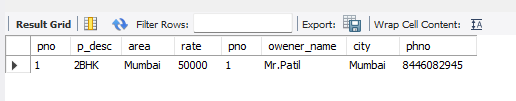 Result Grid Filter Rows: Export: Wrap Cell Content:
pno p_desc area rate pno owener_name city phno
1 2BHK Mumbai 50000 1 Mr.Patil Mumbai 8446082945